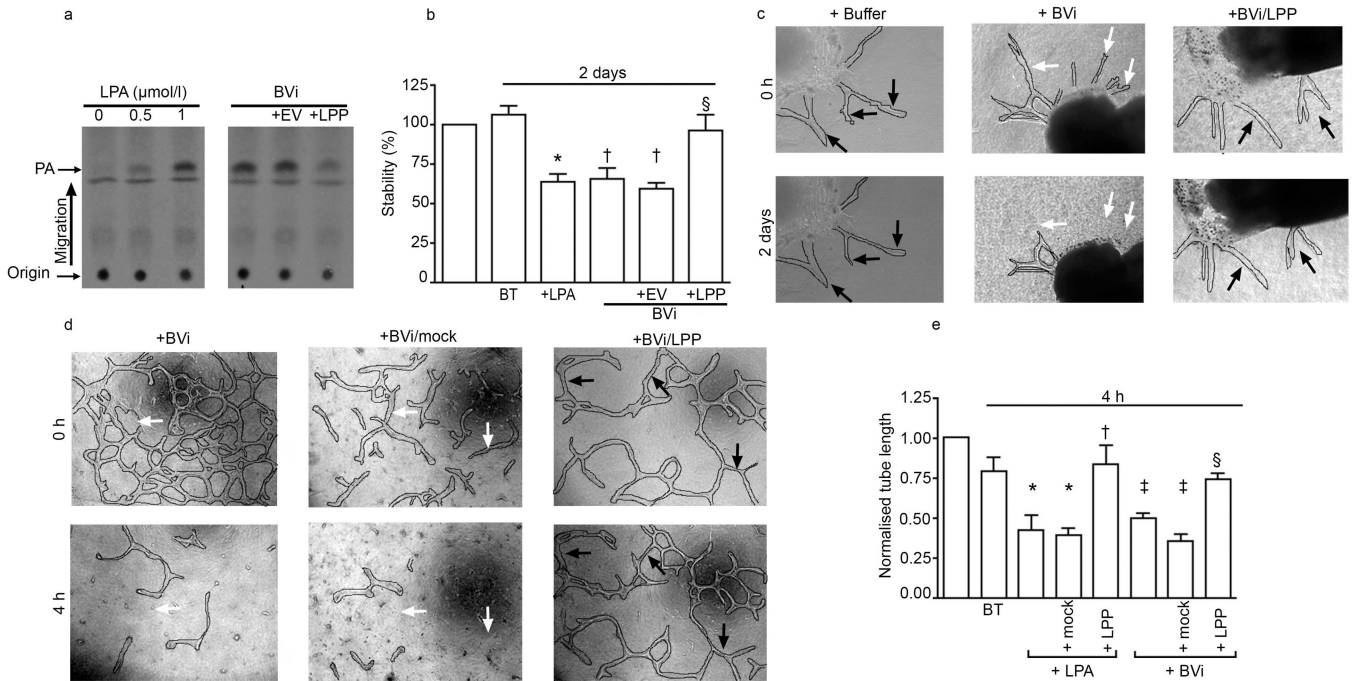 a
LPA (µmol/l)
0 0.5 1
BVi
+EV +LPP
PA
Migration
Origin
b
2 days
125
100
75
50
25
0
Stability (%)
* † † §
BT +LPA +EV +LPP
BVi
c
+ Buffer + BVi +BVi/LPP
0 h
2 days
d
+BVi +BVi/mock +BVi/LPP
0 h
4 h
e
4 h
1.25
1.00
0.75
0.50
0.25
0.00
Normalised tube length
* * † ‡ ‡ §
BT + mock + LPP + mock + LPP
+ LPA + BVi